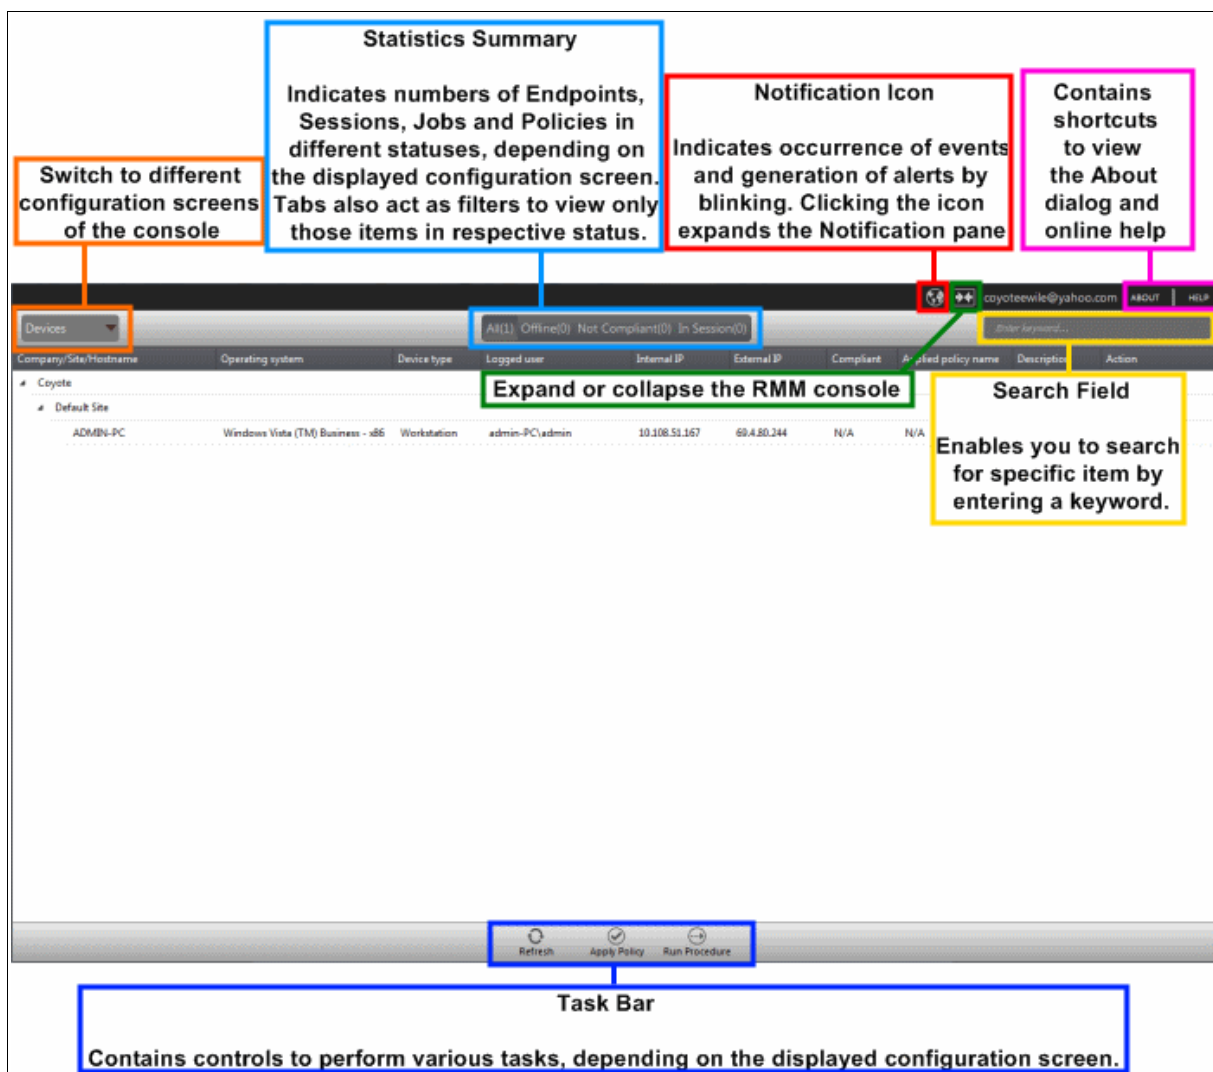 Statistics Summary
Indicates numbers of Endpoints,
Sessions, Jobs and Policies in
different statuses, depending on
the displayed configuration screen.
Tabs also act as filters to view only
those items in respective status.
Notification Icon
Indicates occurrence of events
and generation of alerts by
blinking. Clicking the icon
expands the Notification pane
Contains
shortcuts
to view
the About
dialog and
online help
Switch to different
configuration screens
of the console
coyoteewile@yahoo.com ABOUT | HELP
Devices
All(1) Offline(0) Not Compliant(0) In Session(0)
Enter keyword...
Company/Site/Hostname Operating system Device type Logged user Internal IP External IP Compliant Applied policy name Description Action
Coyote
Expand or collapse the RMM console
Default Site
ADMIN-PC Windows Vista (TM) Business - x86 Workstation admin-PC\admin 10.108.51.167 69.4.80.244 N/A N/A
Search Field
Enables you to search
for specific item by
entering a keyword.
Refresh Apply Policy Run Procedure
Task Bar
Contains controls to perform various tasks, depending on the displayed configuration screen.